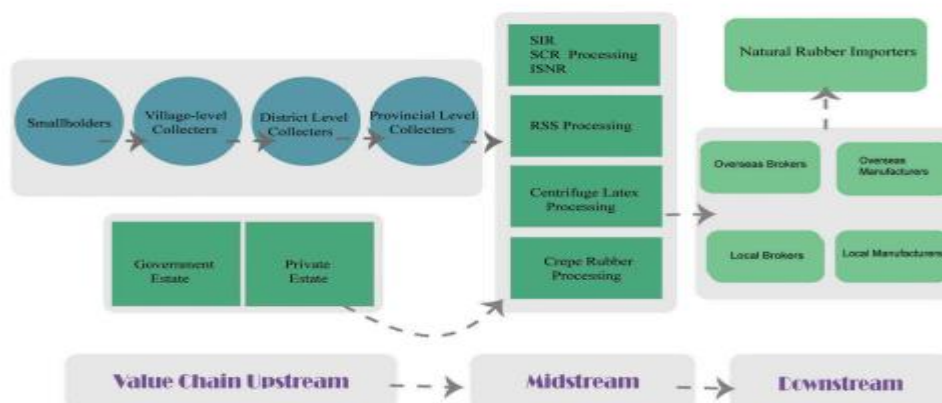 Smallholders
Village-level
Collecters
District Level
Collecters
Provincial Level
Collecters
Government
Estate
Private
Estate
SIR
SCR Processing
ISNR
RSS Processing
Centrifuge Latex
Processing
Crepe Rubber
Processing
Natural Rubber Importers
Overseas Brokers
Overseas
Manufacturers
Local Brokers
Local Manufacturers
Value Chain Upstream
Midstream
Downstream